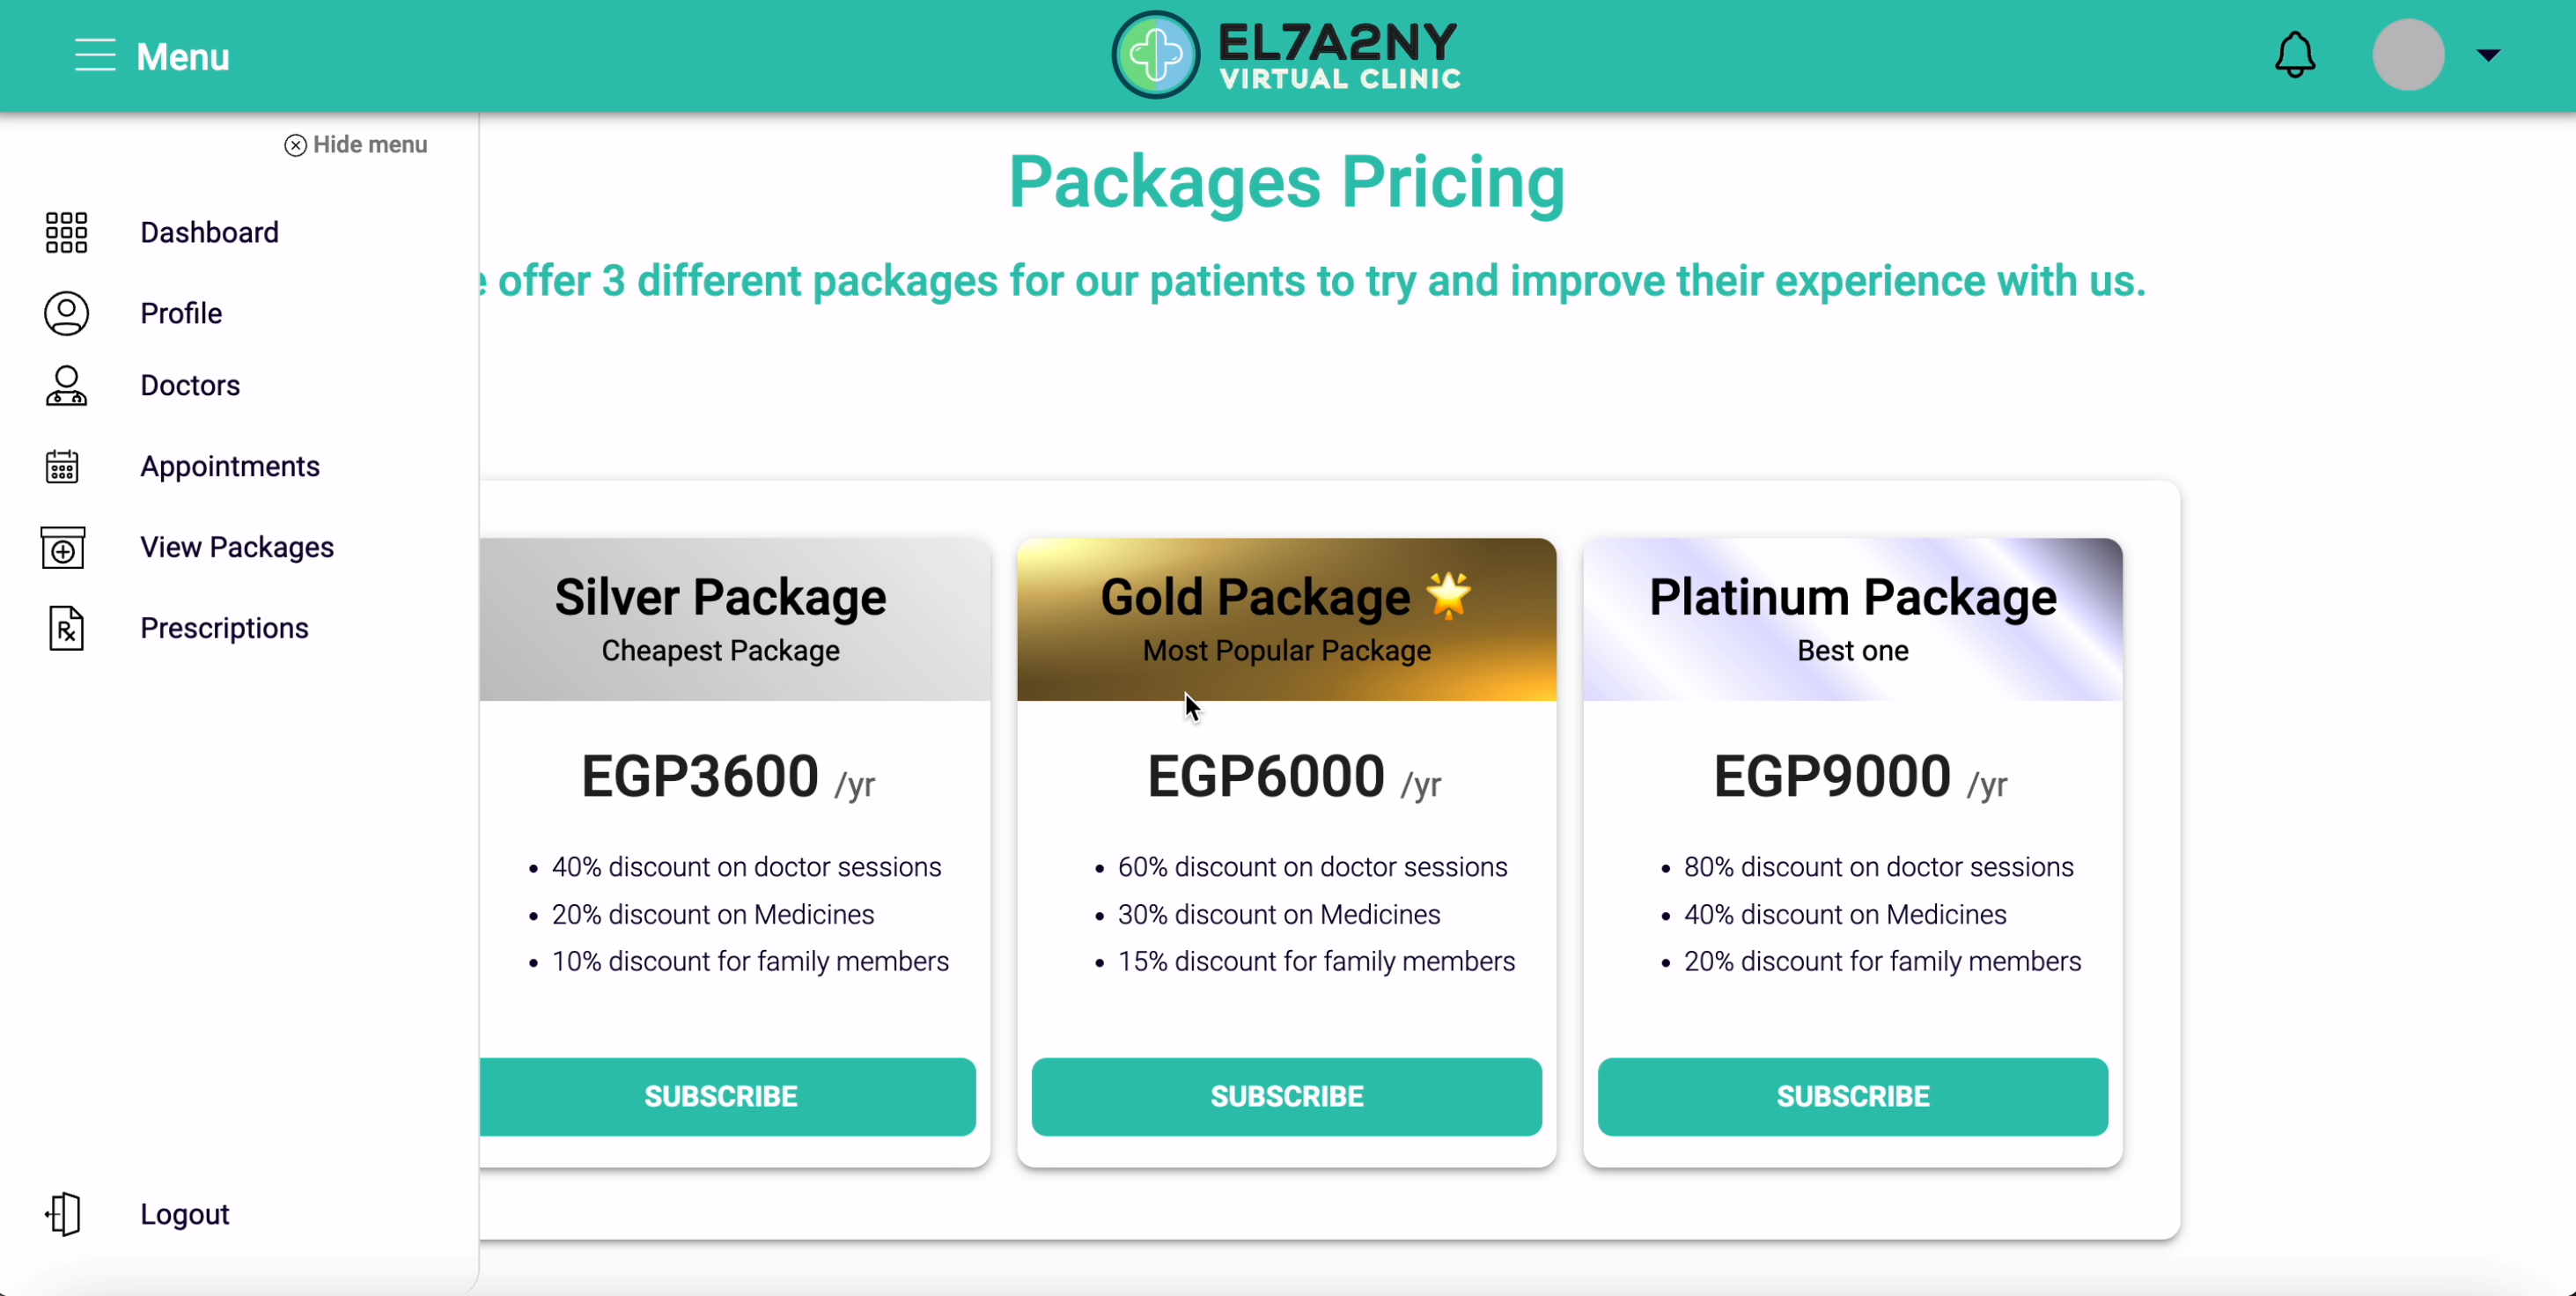 Menu
EL7A2NY
VIRTUAL CLINIC
Hide menu
Dashboard
Profile
Doctors
Appointments
View Packages
Prescriptions
Logout
Packages Pricing
offer 3 different packages for our patients to try and improve their experience with us.
Silver Package
Cheapest Package
EGP3600 /yr
• 40% discount on doctor sessions
• 20% discount on Medicines
• 10% discount for family members
SUBSCRIBE
Gold Package 🌟
Most Popular Package
EGP6000 /yr
• 60% discount on doctor sessions
• 30% discount on Medicines
• 15% discount for family members
SUBSCRIBE
Platinum Package
Best one
EGP9000 /yr
• 80% discount on doctor sessions
• 40% discount on Medicines
• 20% discount for family members
SUBSCRIBE